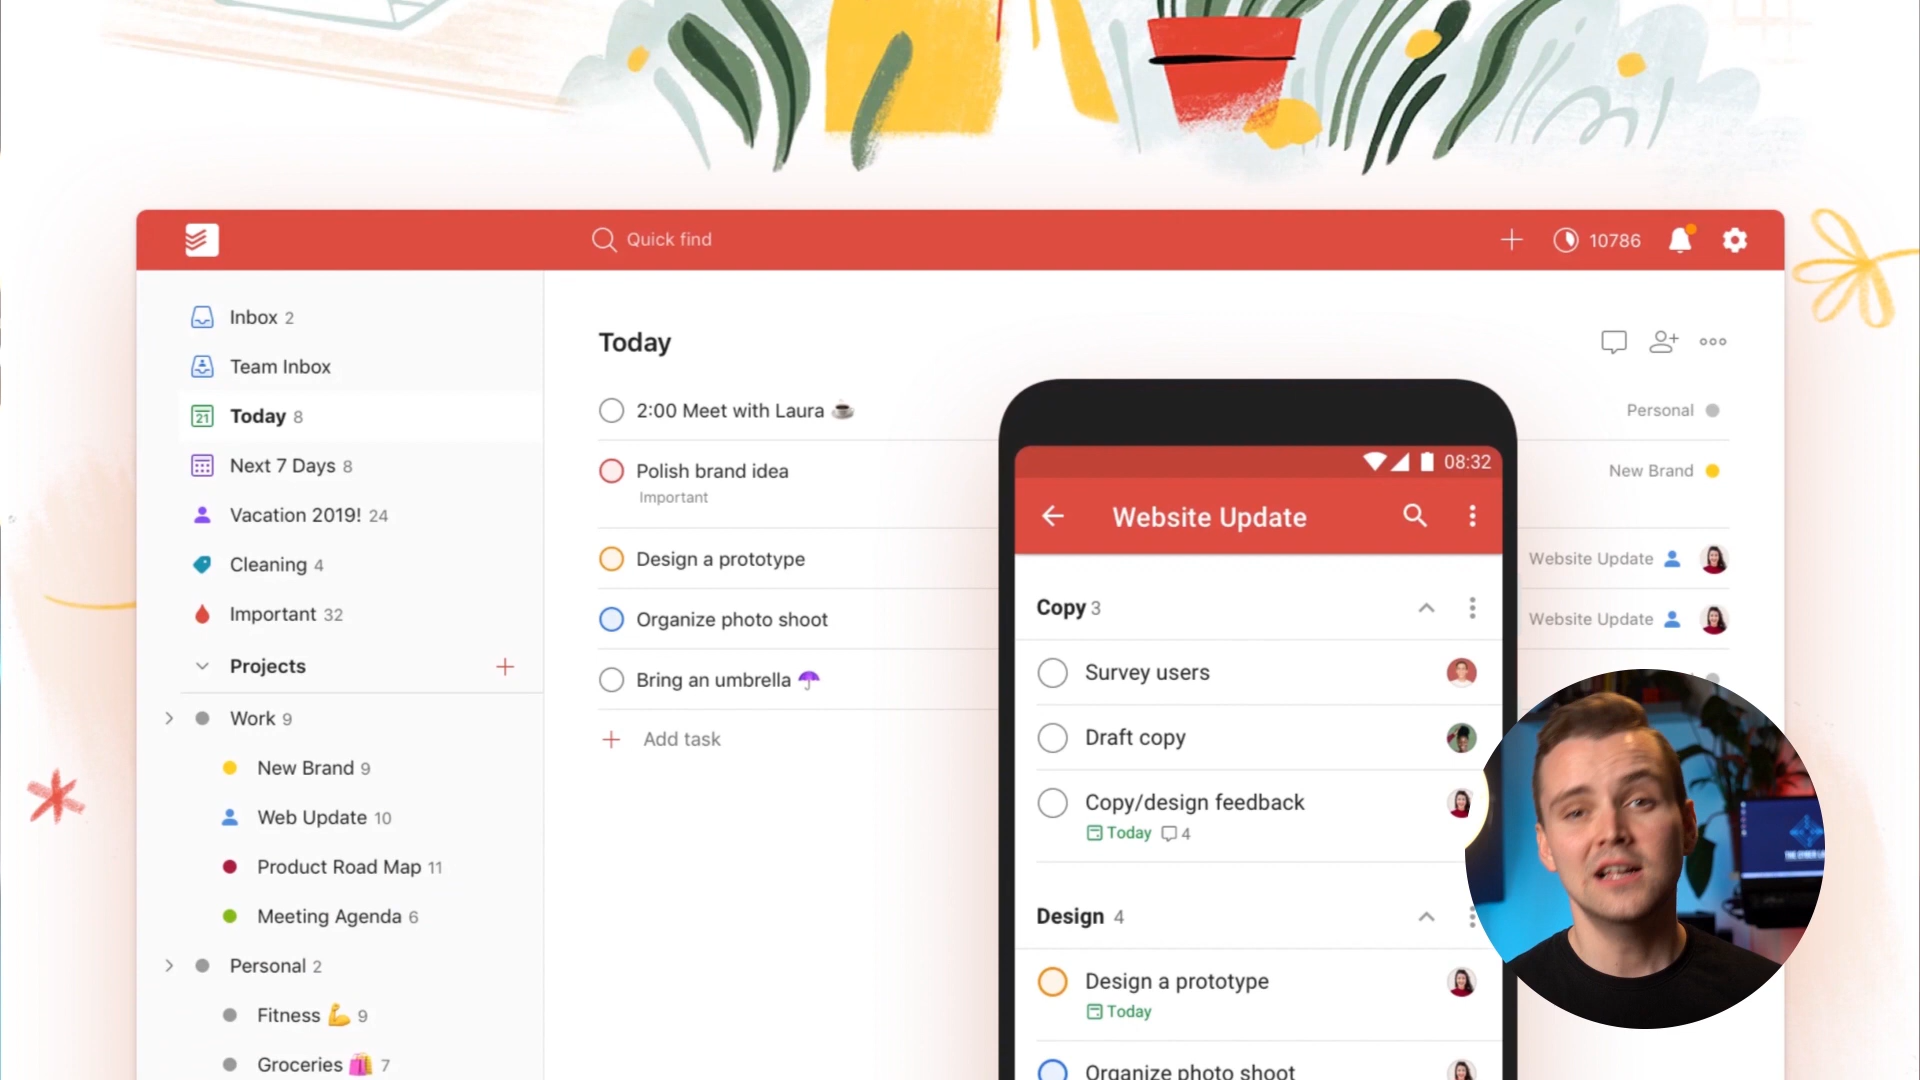 Quick find
10786
Inbox 2
Team Inbox
21
Today 8
Next 7 Days 8
Vacation 2019! 24
Cleaning 4
Important 32
Projects
Work 9
New Brand 9
Web Update 10
Product Road Map 11
Meeting Agenda 6
Personal 2
Fitness 💪 9
Groceries 🛍️ 7
Today
2:00 Meet with Laura ☕
Personal
Polish brand idea
Important
New Brand
Design a prototype
Website Update
Organize photo shoot
Website Update
Bring an umbrella ☂️
Add task
08:32
Website Update
Copy 3
Survey users
Draft copy
Copy/design feedback
Today 4
Design 4
Design a prototype
Today
Organize photo shoot